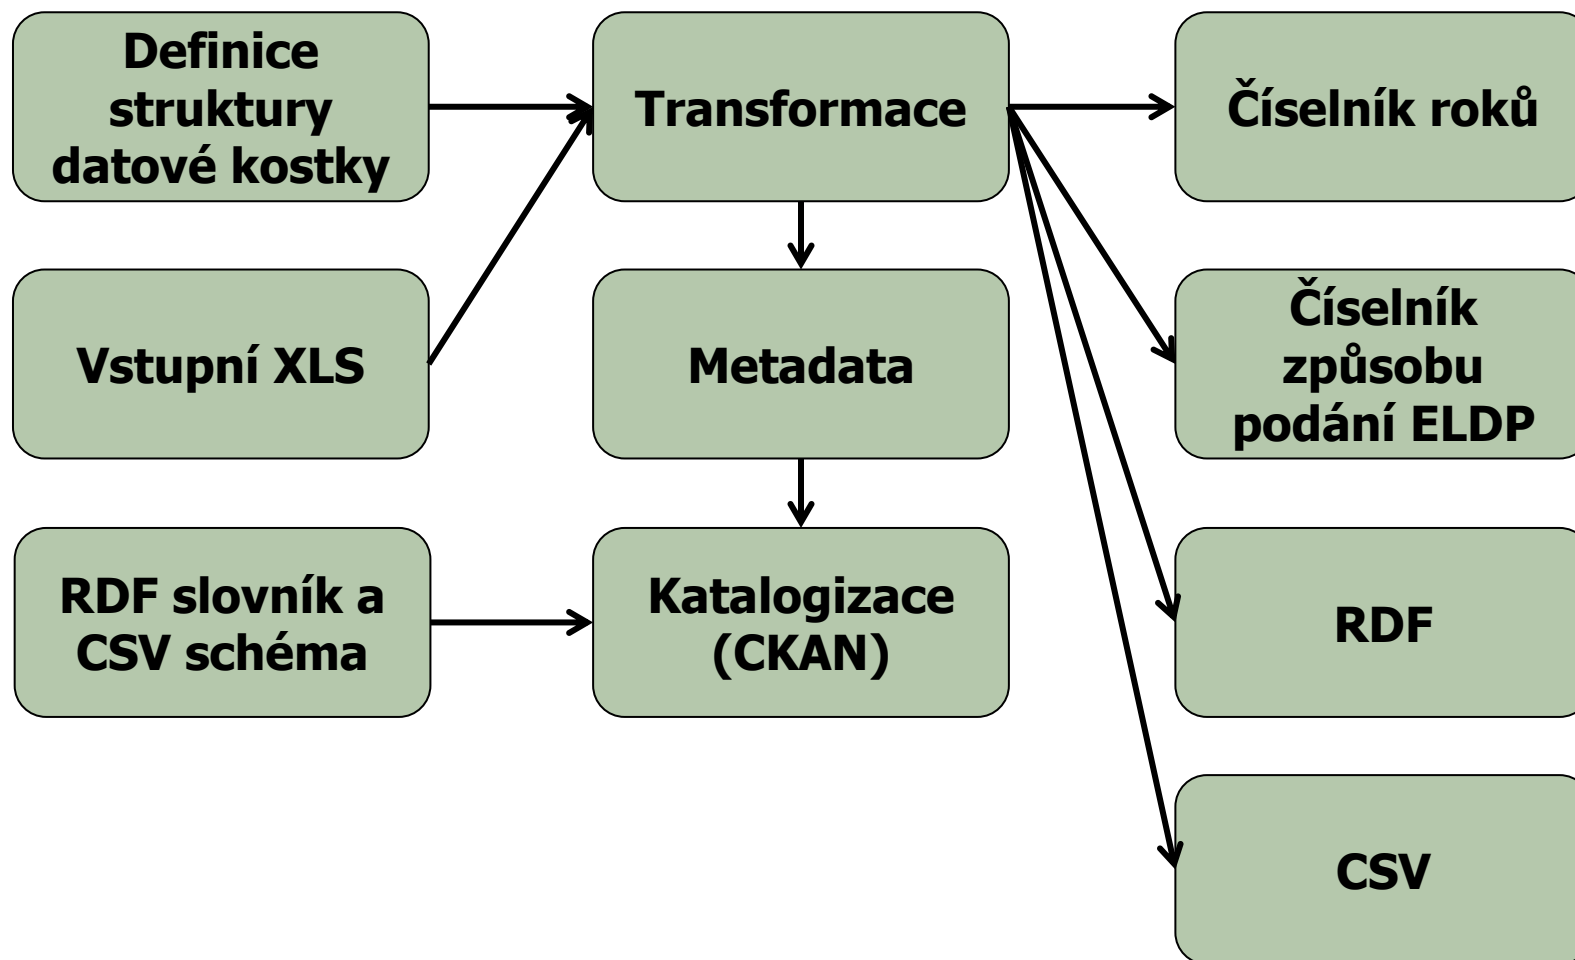 Definice
struktury
datové kostky
Transformace
Číselník roků
Vstupní XLS
Metadata
Číselník
způsobu
podání ELDP
RDF slovník a
CSV schéma
Katalogizace
(CKAN)
RDF
CSV